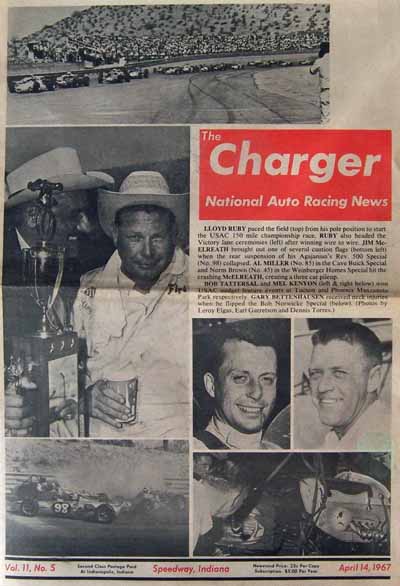 The
Charger
National Auto Racing News
LLOYD RUBY paced the field (top) from his pole position to start
the USAC 150 mile championship race. RUBY also headed the
Victory lane ceremonies (left) after winning wire to wire. JIM Mc-
ELREATH brought out one of several caution flags (bottom left)
when the rear suspension of his Agajanian's Rev. 500 Special
(No. 98) collapsed. AL MILLER (No. 85) in the Cave Buick Special
and Norm Brown (No. 45) in the Weinberger Homes Special hit the
crashing McELREATH, creating a three car pileup.
BOB TATTERSAL and MEL KENYON (left & right below) won
USAC midget feature events at Tucson and Phoenix Manzanita
Park respectively. GARY BETTENHAUSEN received neck injuries
when he flipped the Bob Norwicke Special (below). (Photos by
Leroy Elgas, Earl Garretson and Dennis Torres.)
98
Vol. 11, No. 5
Second Class Postage Paid
At Indianapolis, Indiana
Speedway, Indiana
Newsstand Price- 25c Per Copy
Subscription- $5.00 Per Year
April 14, 1967